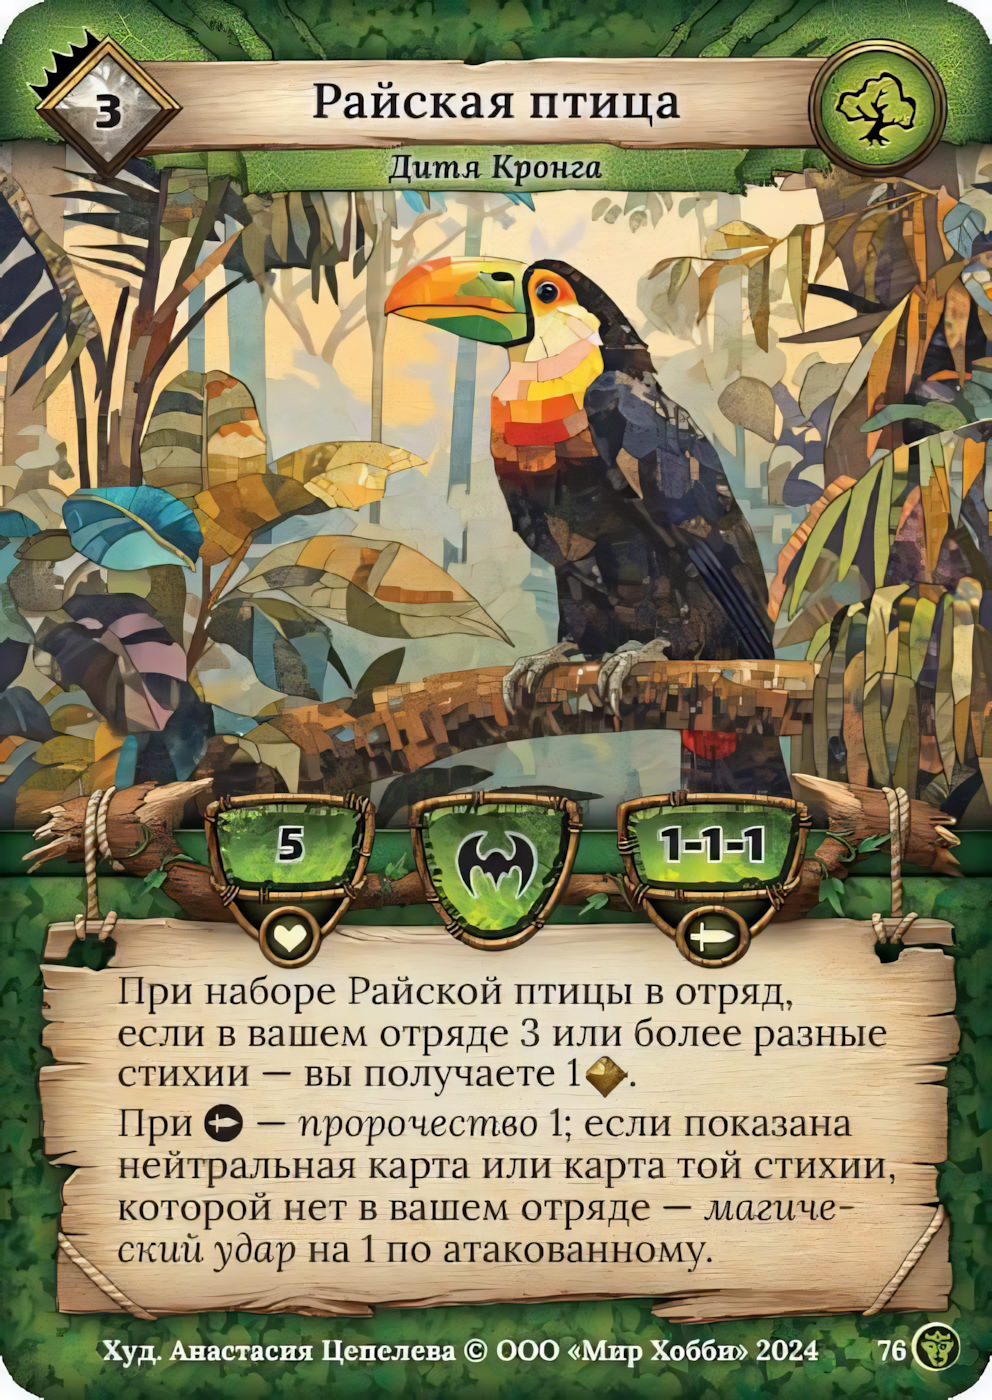 3
Райская птица
Дитя Кронга
5
1-1-1
При наборе Райской птицы в отряд,
если в вашем отряде 3 или более разные
стихии — вы получаете 1.
При — пророчество 1; если показана
нейтральная карта или карта той стихии,
которой нет в вашем отряде — магиче-
ский удар на 1 по атакованному.
Худ. Анастасия Цепелева © ООО «Мир Хобби» 2024
76